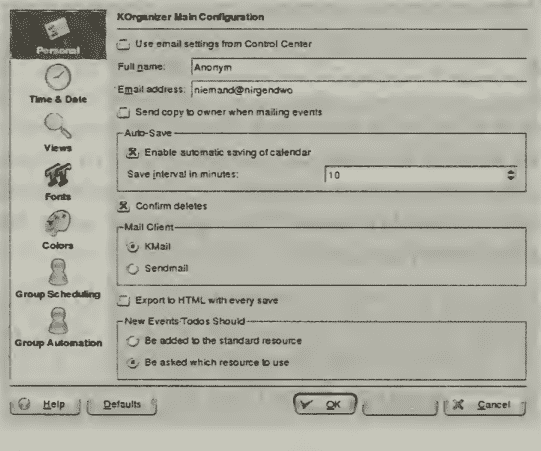 KOrganizer Main Configuration
Personal
Time & Date
Views
Fonts
Colors
Group Scheduling
Group Automation
Use email settings from Control Center
Full name: Anonym
Email address: niemand@nirgendwo
Send copy to owner when mailing events
Auto-Save
Enable automatic saving of calendar
Save interval in minutes: 10
Confirm deletes
Mail Client
KMail
Sendmail
Export to HTML with every save
New Events/Todos Should
Be added to the standard resource
Be asked which resource to use
Help Defaults OK Cancel